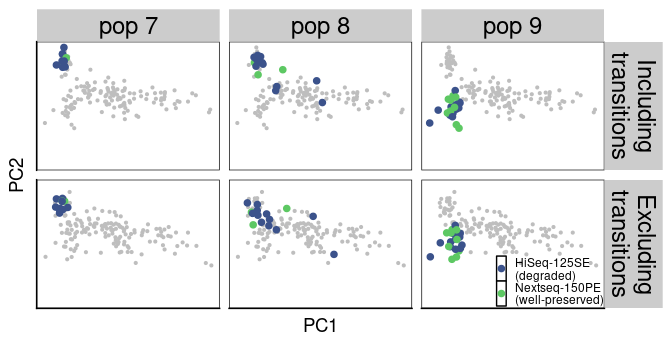 pop 7
pop 8
pop 9
Including
transitions
PC2
Excluding
transitions
HiSeq-125SE
(degraded)
Nextseq-150PE
(well-preserved)
PC1